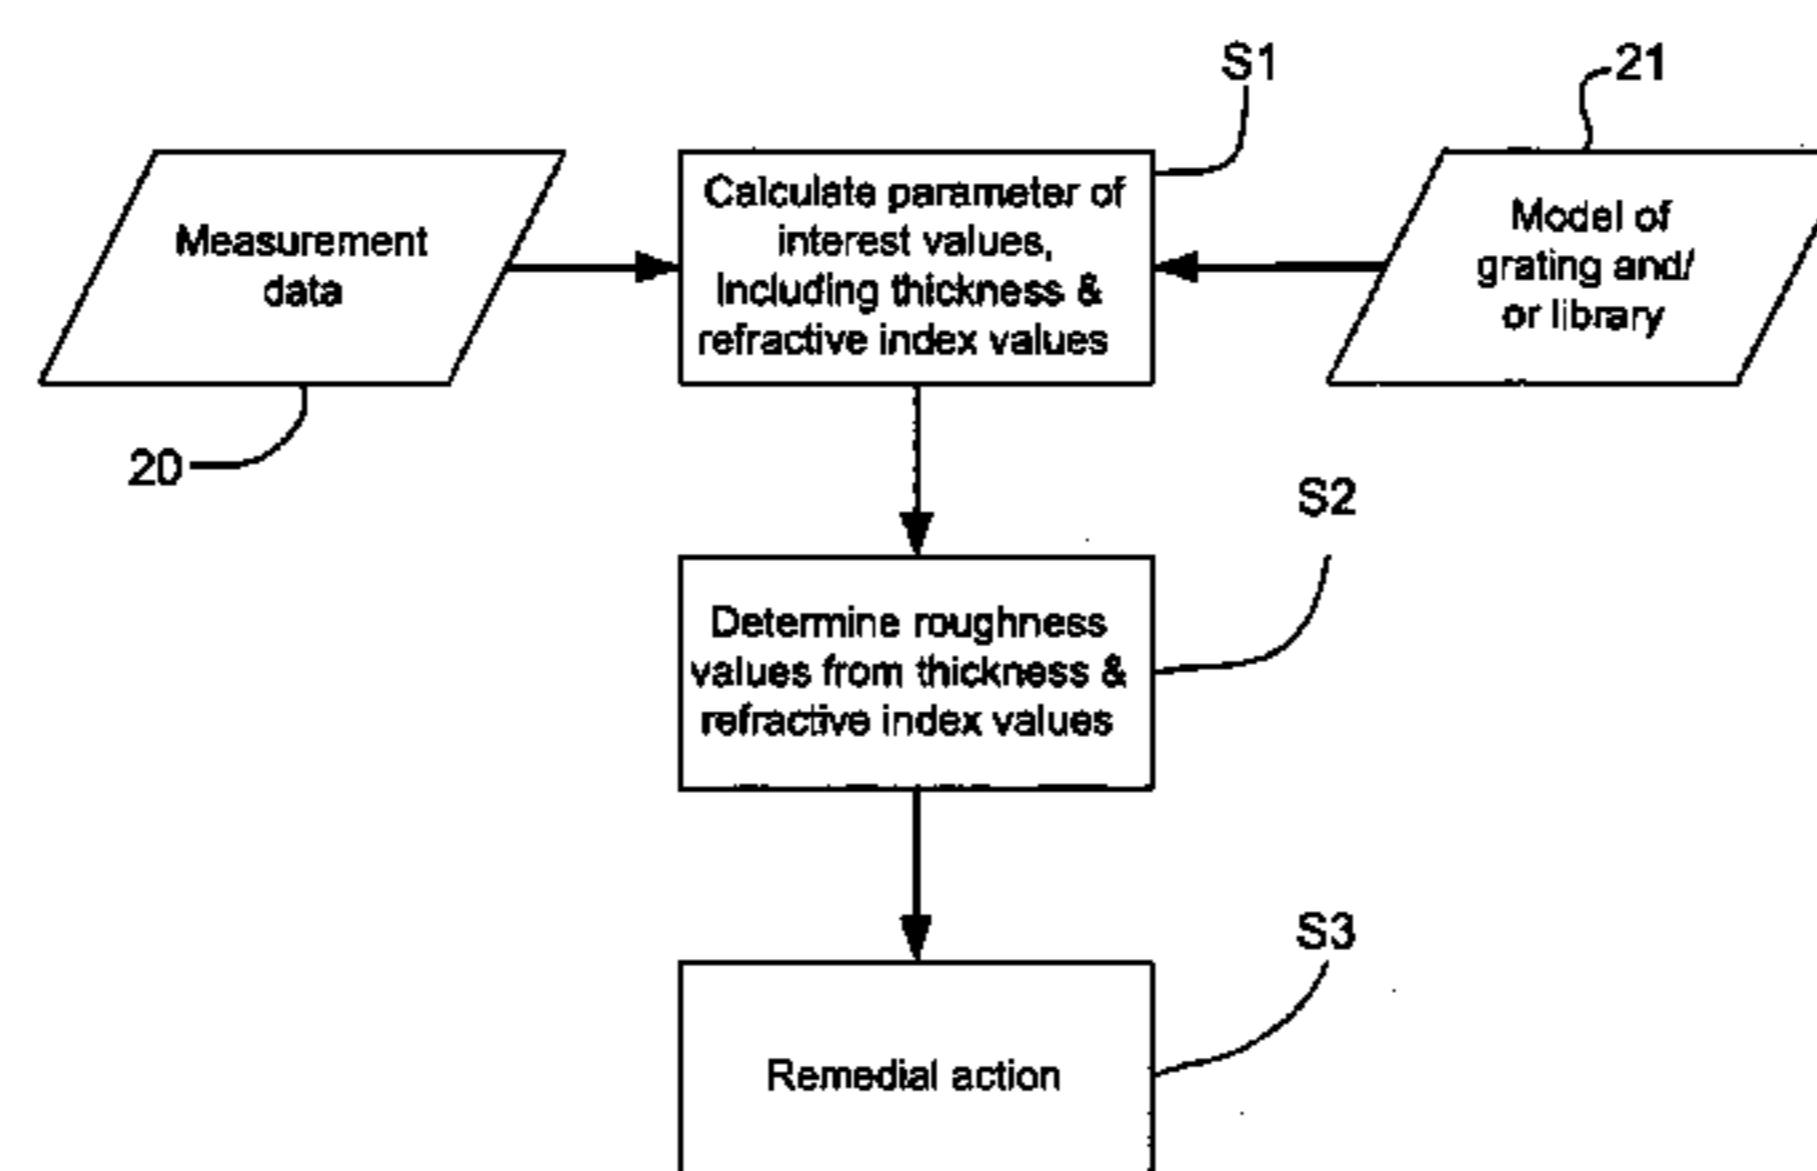 S1
21
Measurement
data
Calculate parameter of
interest values,
Including thickness &
refractive index values
Model of
grating and/
or library
20
S2
Determine roughness
values from thickness &
refractive index values
S3
Remedial action